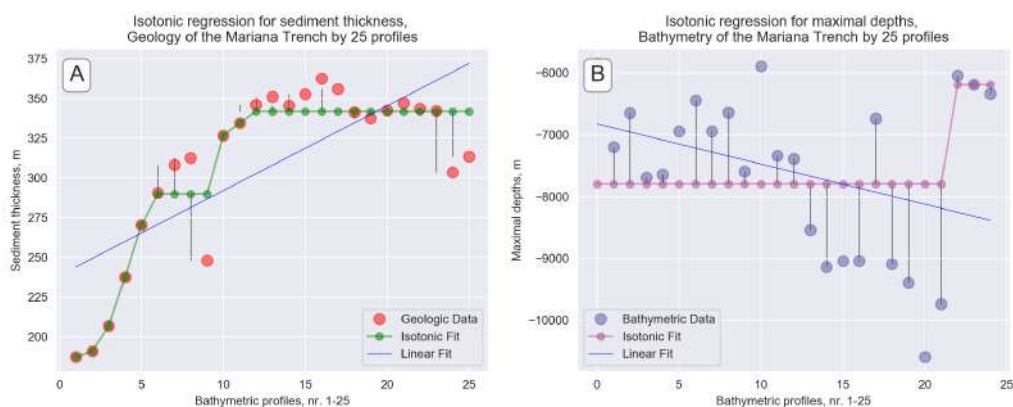 Isotonic regression for sediment thickness,
Geology of the Mariana Trench by 25 profiles
A
375
350
325
300
275
250
225
200
Sediment thickness, m
Geologic Data
Isotonic Fit
Linear Fit
0
5
10
15
20
25
Bathymetric profiles, nr. 1-25
Isotonic regression for maximal depths,
Bathymetry of the Mariana Trench by 25 profiles
B
−6000
−7000
−8000
−9000
−10000
Maximal depths, m
Bathymetric Data
Isotonic Fit
Linear Fit
0
5
10
15
20
25
Bathymetric profiles, nr. 1-25